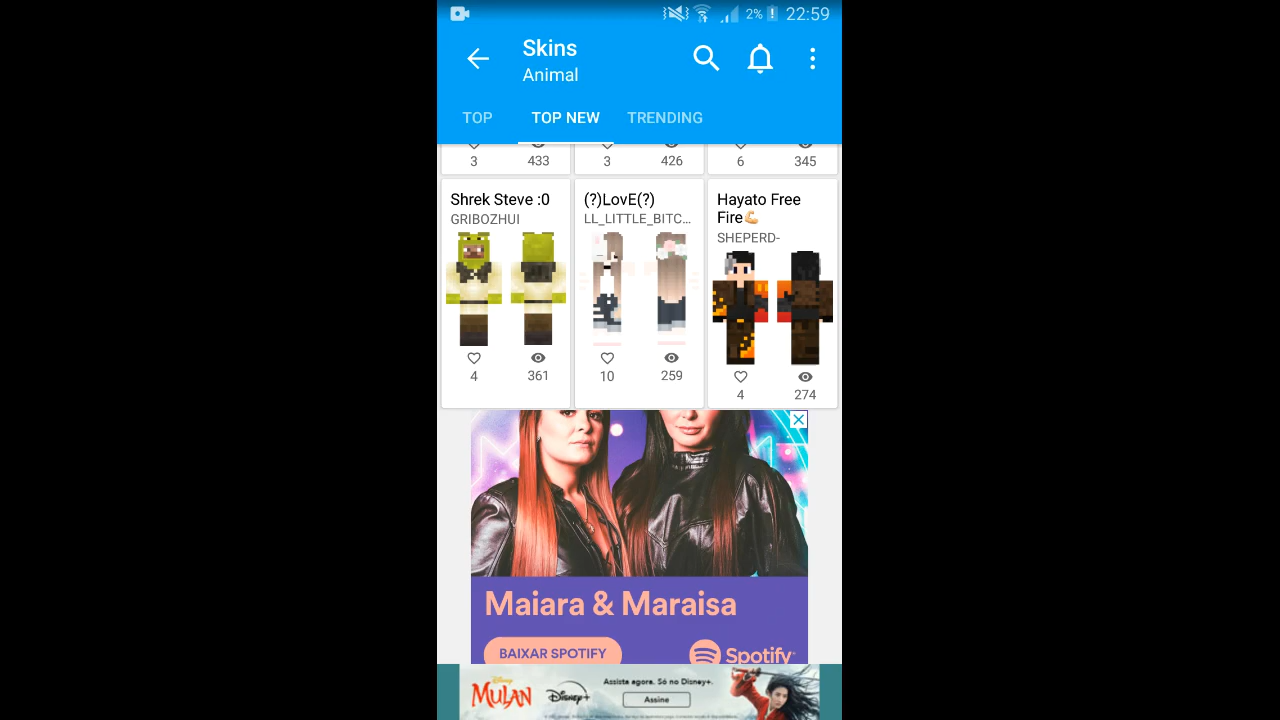 2% 22:59
Skins
Animal
TOP TOP NEW TRENDING
3 433 3 426 6 345
Shrek Steve :0
GRIBOZHUI
4 361
(?)LovE(?)
LL_LITTLE_BITC...
10 259
Hayato Free
Fire💪🏼
SHEPERD-
4 274
Maiara & Maraisa
BAIXAR SPOTIFY
Spotify
Disney
MULAN
Disney+
Assista agora. Só no Disney+.
Assine